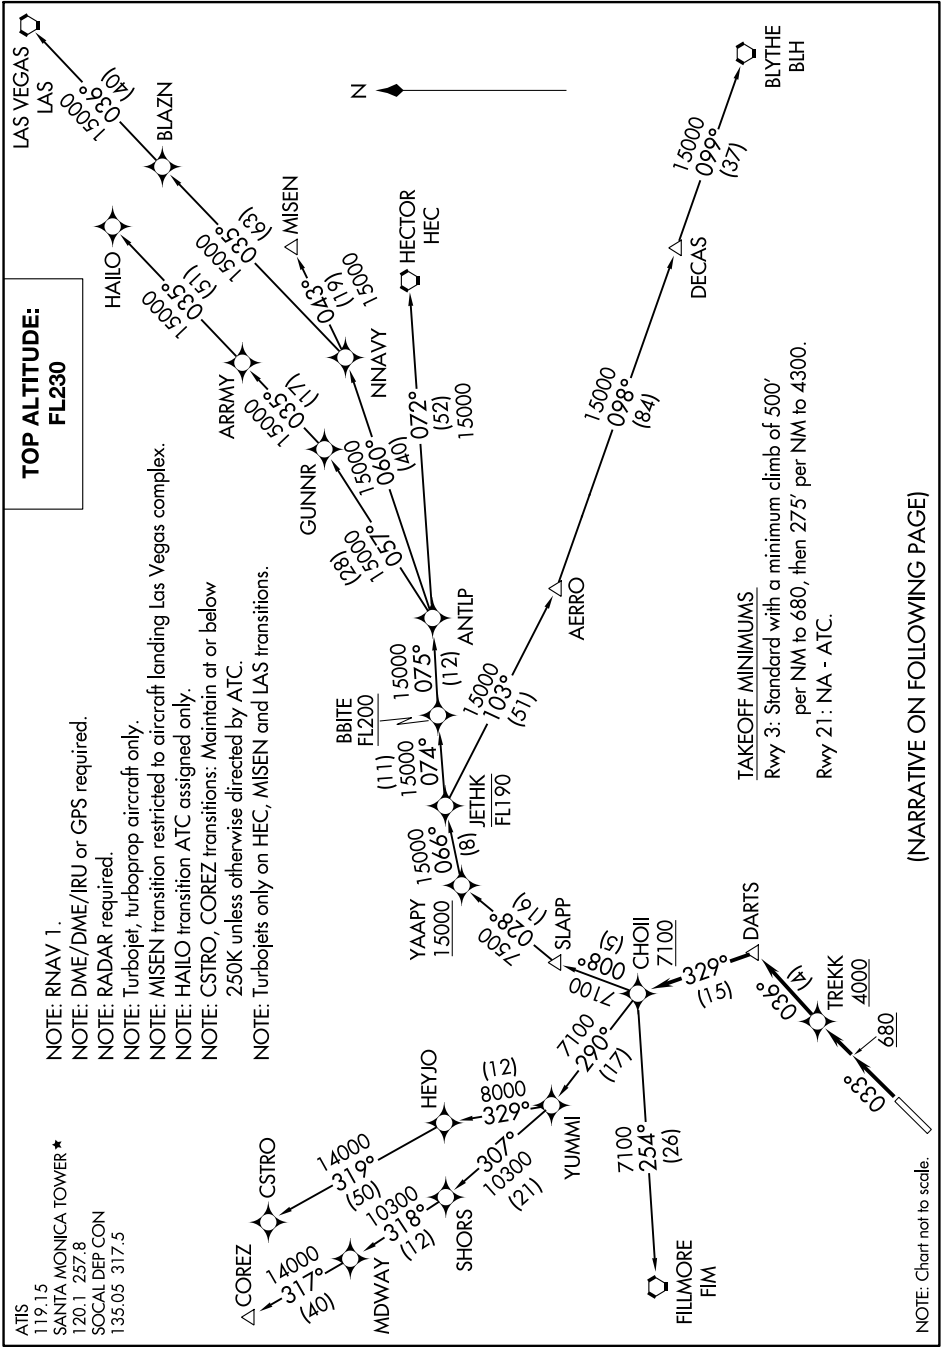 ATIS
119.15
SANTA MONICA TOWER★
120.1 257.8
SOCAL DEP CON
135.05 317.5
TOP ALTITUDE:
FL230
NOTE: RNAV 1.
NOTE: DME/DME/IRU or GPS required.
NOTE: RADAR required.
NOTE: Turbojet, turboprop aircraft only.
NOTE: MISEN transition restricted to aircraft landing Las Vegas complex.
NOTE: HAILO transition ATC assigned only.
NOTE: CSTRO, COREZ transitions: Maintain at or below
250K unless otherwise directed by ATC.
NOTE: Turbojets only on HEC, MISEN and LAS transitions.
LAS VEGAS
LAS
15000
036°
(40)
BLAZN
15000
035°
(63)
HAILO
15000
035°
(51)
ARRMY
15000
035°
(17)
GUNNR
(28)
15000
057°
MISEN
043°
(19)
15000
NNAVY
15000
060°
(40)
HECTOR
HEC
072°
(52)
15000
ANTLP
15000
075°
(12)
BBITE
FL200
(11)
15000
074°
JETHK
FL190
15000
066°
(8)
YAAPY
15000
7500
028°
(16)
SLAPP
7100
008°
(5)
CHOII
7100
N
BLYTHE
BLH
15000
099°
(37)
DECAS
15000
098°
(84)
AERRO
15000
103°
(51)
CSTRO
14000
319°
(50)
HEYJO
(12)
8000
329°
YUMMI
7100
290°
(17)
COREZ
14000
317°
(40)
MDWAY
10300
318°
(12)
SHORS
307°
10300
(21)
FILLMORE
FIM
7100
254°
(26)
329°
(15)
DARTS
036°
(4)
TREKK
4000
680
033°
TAKEOFF MINIMUMS
Rwy 3: Standard with a minimum climb of 500'
per NM to 680, then 275' per NM to 4300.
Rwy 21: NA - ATC.
(NARRATIVE ON FOLLOWING PAGE)
NOTE: Chart not to scale.